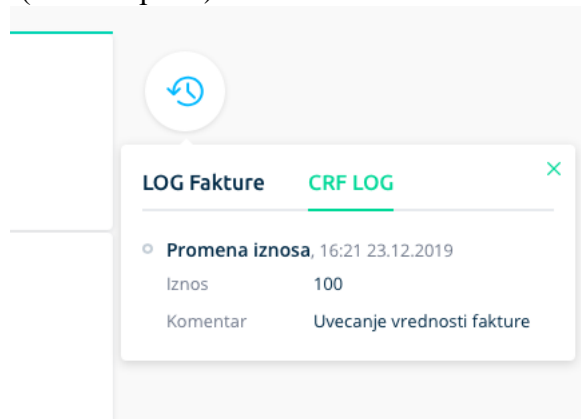 LOG Fakture CRF LOG
Promena iznosa, 16:21 23.12.2019
Iznos 100
Komentar Uvecanje vrednosti fakture